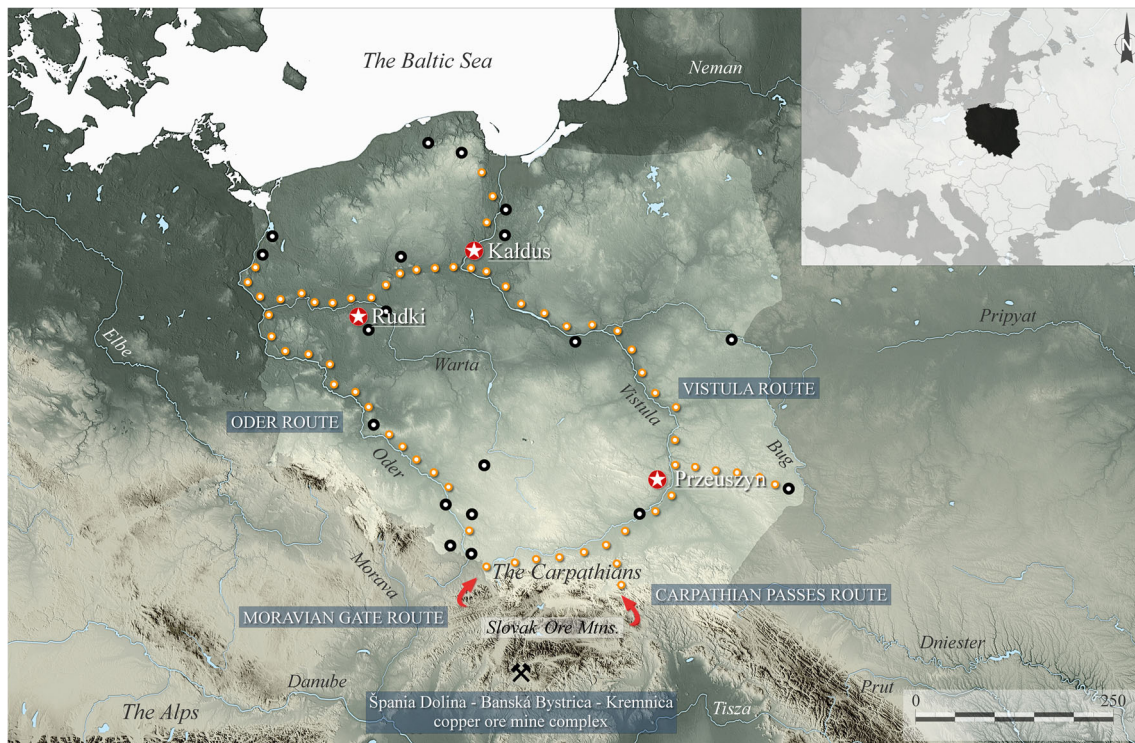 The Baltic Sea
Neman
N
Kałdus
Rudki
Elbe
Warta
Pripyat
Vistula
VISTULA ROUTE
ODER ROUTE
Oder
Bug
Przeuszyn
Morava
The Carpathians
MORAVIAN GATE ROUTE
CARPATHIAN PASSES ROUTE
Slovak Ore Mtns.
Dniester
Danube
Prut
Špania Dolina - Banská Bystrica - Kremnica
copper ore mine complex
The Alps
Tisza
0
250